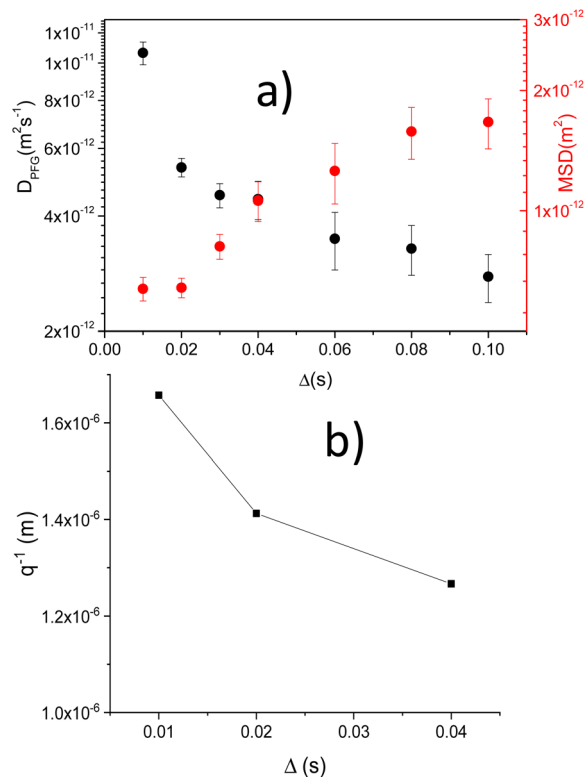 a)
D_PFG(m²s⁻¹)
1x10⁻¹¹
1x10⁻¹¹
8x10⁻¹²
6x10⁻¹²
4x10⁻¹²
2x10⁻¹²
3x10⁻¹²
2x10⁻¹²
1x10⁻¹²
MSD(m²)
0.00 0.02 0.04 0.06 0.08 0.10
Δ(s)
b)
q⁻¹ (m)
1.6x10⁻⁶
1.4x10⁻⁶
1.2x10⁻⁶
1.0x10⁻⁶
0.01 0.02 0.03 0.04
Δ (s)